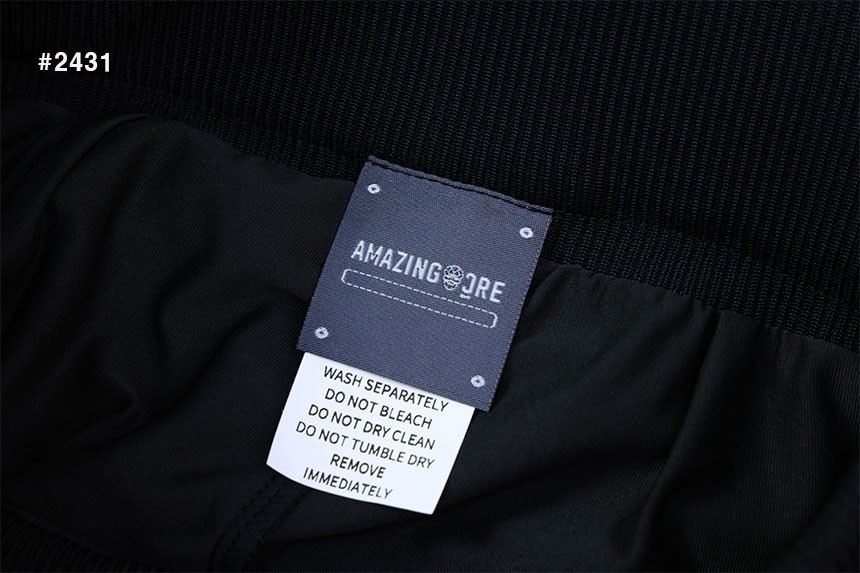 #2431
AMAZING ORE
WASH SEPARATELY
DO NOT BLEACH
DO NOT DRY CLEAN
DO NOT TUMBLE DRY
REMOVE
IMMEDIATELY